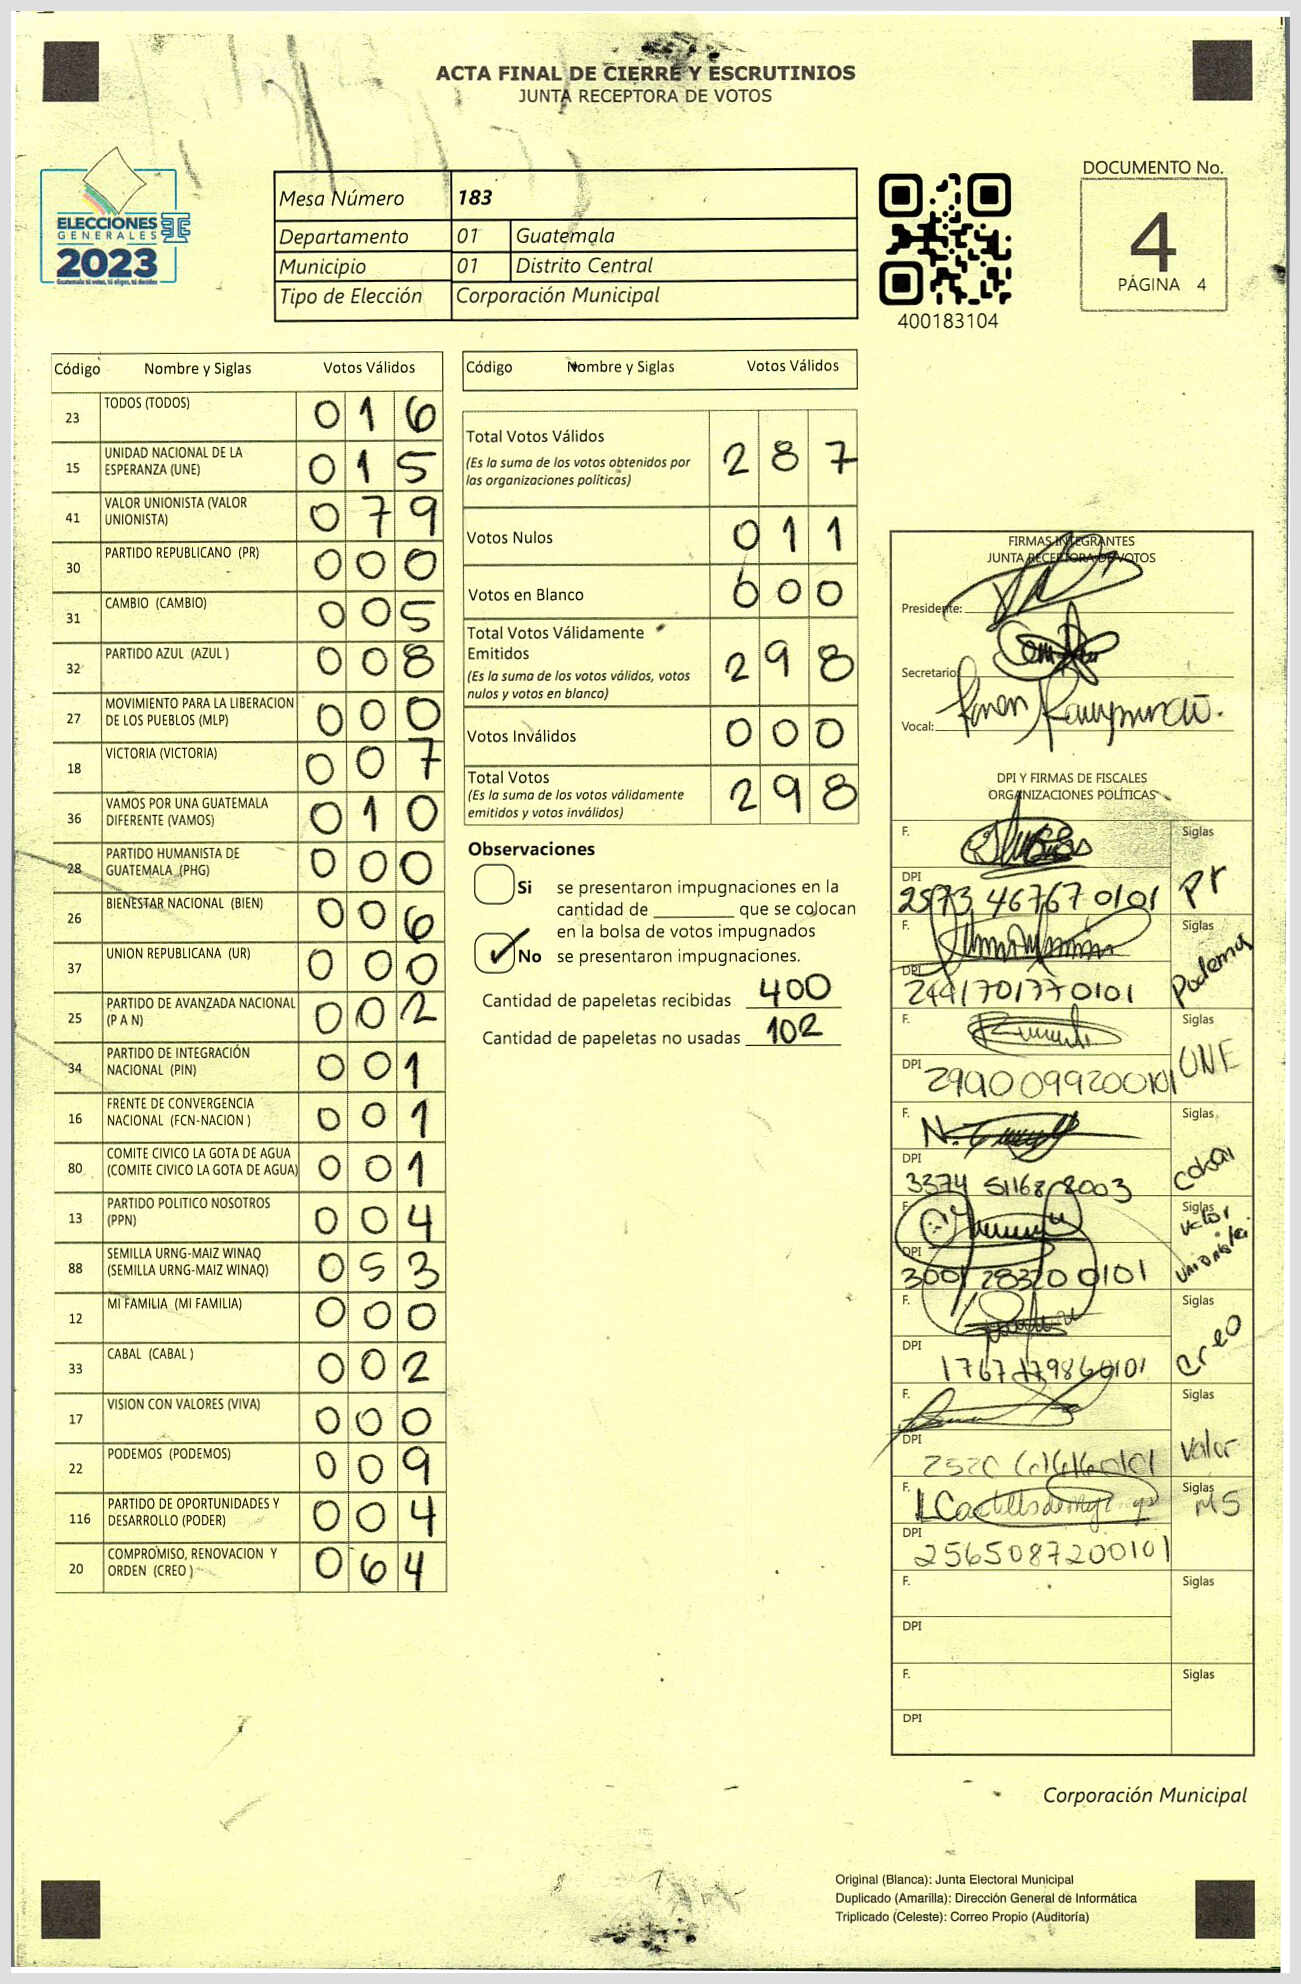 ACTA FINAL DE CIERRE Y ESCRUTINIOS
JUNTA RECEPTORA DE VOTOS
ELECCIONES
GENERALES
2023
Guatemala tú votas, tú eliges, tú decides
Mesa Número 183
Departamento 01 Guatemala
Municipio 01 Distrito Central
Tipo de Elección Corporación Municipal
400183104
DOCUMENTO No.
4
PÁGINA 4
Código Nombre y Siglas Votos Válidos
23 TODOS (TODOS) 0 1 6
15 UNIDAD NACIONAL DE LA ESPERANZA (UNE) 0 1 5
41 VALOR UNIONISTA (VALOR UNIONISTA) 0 7 9
30 PARTIDO REPUBLICANO (PR) 0 0 0
31 CAMBIO (CAMBIO) 0 0 5
32 PARTIDO AZUL (AZUL ) 0 0 8
27 MOVIMIENTO PARA LA LIBERACION DE LOS PUEBLOS (MLP) 0 0 0
18 VICTORIA (VICTORIA) 0 0 7
36 VAMOS POR UNA GUATEMALA DIFERENTE (VAMOS) 0 1 0
28 PARTIDO HUMANISTA DE GUATEMALA (PHG) 0 0 0
26 BIENESTAR NACIONAL (BIEN) 0 0 6
37 UNION REPUBLICANA (UR) 0 0 0
25 PARTIDO DE AVANZADA NACIONAL (P A N) 0 0 2
34 PARTIDO DE INTEGRACIÓN NACIONAL (PIN) 0 0 1
16 FRENTE DE CONVERGENCIA NACIONAL (FCN-NACION ) 0 0 1
80 COMITE CIVICO LA GOTA DE AGUA (COMITE CIVICO LA GOTA DE AGUA) 0 0 1
13 PARTIDO POLITICO NOSOTROS (PPN) 0 0 4
88 SEMILLA URNG-MAIZ WINAQ (SEMILLA URNG-MAIZ WINAQ) 0 5 3
12 MI FAMILIA (MI FAMILIA) 0 0 0
33 CABAL (CABAL ) 0 0 2
17 VISION CON VALORES (VIVA) 0 0 0
22 PODEMOS (PODEMOS) 0 0 9
116 PARTIDO DE OPORTUNIDADES Y DESARROLLO (PODER) 0 0 4
20 COMPROMISO, RENOVACION Y ORDEN (CREO ) 0 6 4
Código Nombre y Siglas Votos Válidos
Total Votos Válidos 2 8 7
(Es la suma de los votos obtenidos por
las organizaciones políticas)
Votos Nulos 0 1 1
Votos en Blanco 0 0 0
Total Votos Válidamente
Emitidos 2 9 8
(Es la suma de los votos válidos, votos
nulos y votos en blanco)
Votos Inválidos 0 0 0
Total Votos 2 9 8
(Es la suma de los votos válidamente
emitidos y votos inválidos)
Observaciones
Si se presentaron impugnaciones en la
cantidad de ________ que se colocan
en la bolsa de votos impugnados
No se presentaron impugnaciones.
Cantidad de papeletas recibidas 400
Cantidad de papeletas no usadas 102
FIRMAS INTEGRANTES
JUNTA RECEPTORA DE VOTOS
Presidente:
Secretario:
Vocal:
DPI Y FIRMAS DE FISCALES
ORGANIZACIONES POLÍTICAS
F. Siglas
DPI 2573 46767 0101
F. Siglas Podemos
DPI 2441701770101
F. Siglas UNE
DPI
F. Siglas
DPI 3374 51168 8003
F. Siglas Valor Unionista
DPI
F. Siglas creo
DPI
F. Siglas Valor
DPI
F. Siglas MS
DPI 2565087200101
F. Siglas
DPI
F. Siglas
DPI
Corporación Municipal
Original (Blanca): Junta Electoral Municipal
Duplicado (Amarilla): Dirección General de Informática
Triplicado (Celeste): Correo Propio (Auditoría)